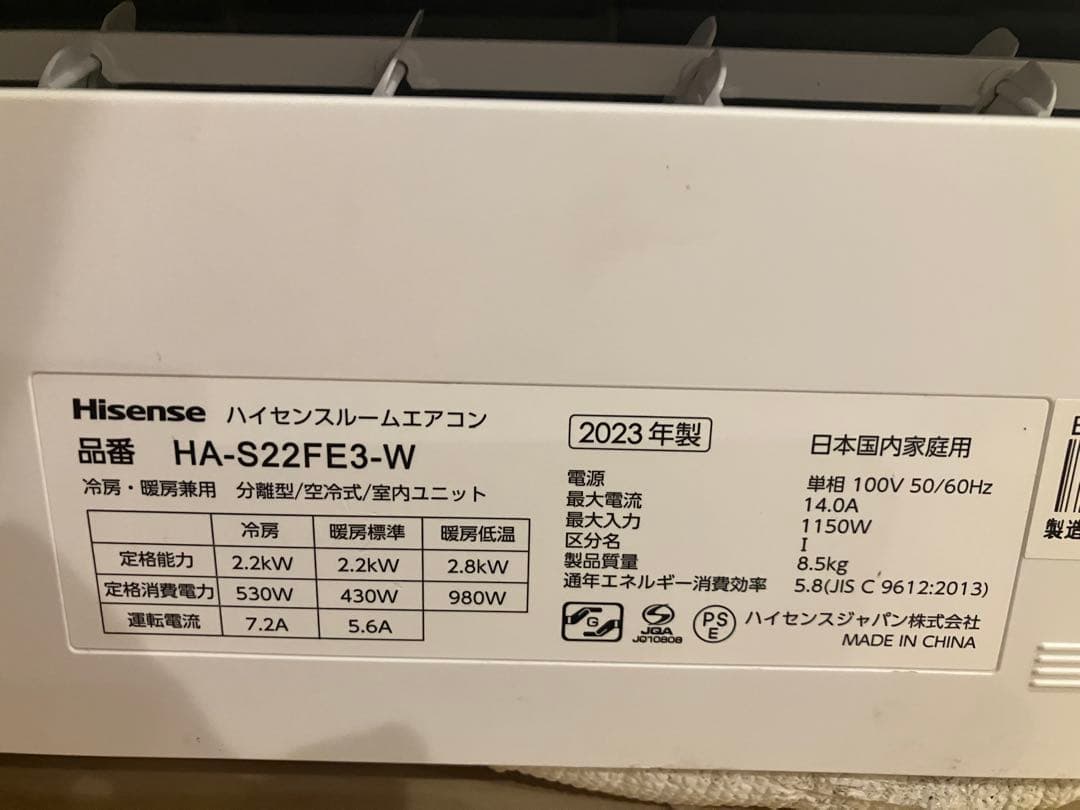 Hisense ハイセンスルームエアコン
品番 HA-S22FE3-W
冷房・暖房兼用 分離型/空冷式/室内ユニット
冷房 暖房標準 暖房低温
定格能力 2.2kW 2.2kW 2.8kW
定格消費電力 530W 430W 980W
運転電流 7.2A 5.6A
2023年製
日本国内家庭用
電源 単相 100V 50/60Hz
最大電流 14.0A
最大入力 1150W
区分名 I
製品質量 8.5kg
通年エネルギー消費効率 5.8(JIS C 9612:2013)
G
JQA
JQ10808
PS
E
ハイセンスジャパン株式会社
MADE IN CHINA
製造